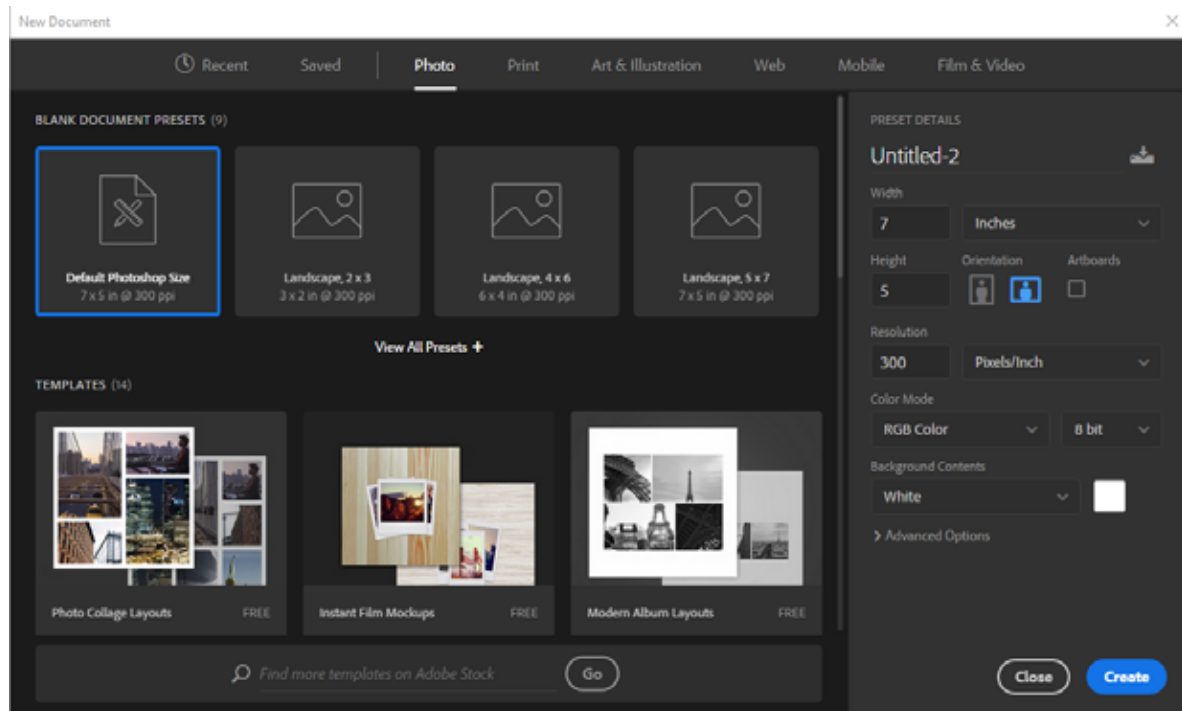 New Document
Recent Saved Photo Print Art & Illustration Web Mobile Film & Video
BLANK DOCUMENT PRESETS (9)
Default Photoshop Size
7 x 5 in @ 300 ppi
Landscape, 2 x 3
3 x 2 in @ 300 ppi
Landscape, 4 x 6
6 x 4 in @ 300 ppi
Landscape, 5 x 7
7 x 5 in @ 300 ppi
View All Presets +
TEMPLATES (14)
Photo Collage Layouts FREE
Instant Film Mockups FREE
Modern Album Layouts FREE
Find more templates on Adobe Stock Go
PRESET DETAILS
Untitled-2
Width
7 Inches
Height Orientation Artboards
5
Resolution
300 Pixels/Inch
Color Mode
RGB Color 8 bit
Background Contents
White
Advanced Options
Close Create